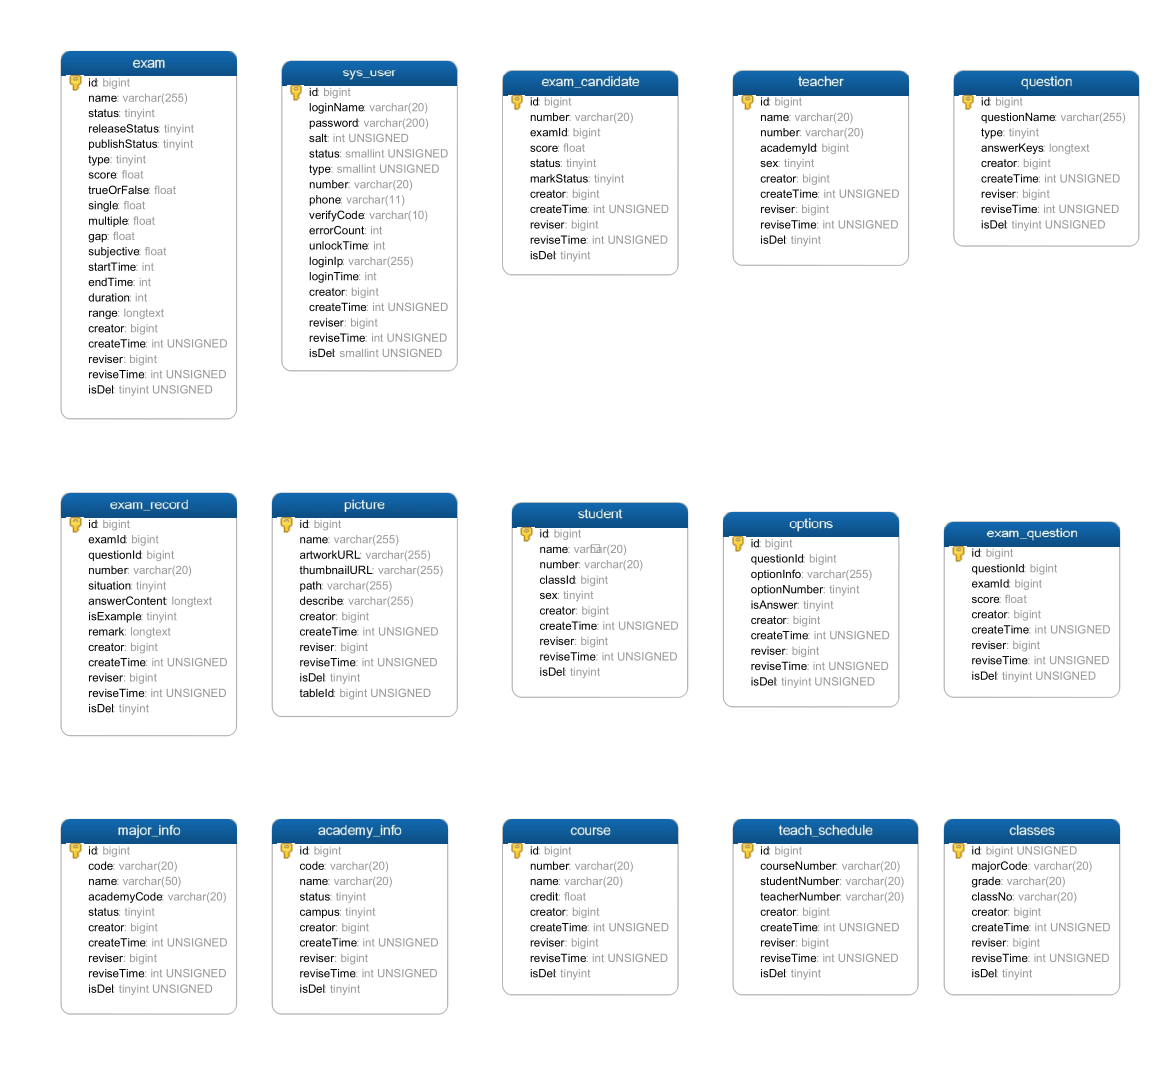 exam
id: bigint
name: varchar(255)
status: tinyint
releaseStatus: tinyint
publishStatus: tinyint
type: tinyint
score: float
trueOrFalse: float
single: float
multiple: float
gap: float
subjective: float
startTime: int
endTime: int
duration: int
range: longtext
creator: bigint
createTime: int UNSIGNED
reviser: bigint
reviseTime: int UNSIGNED
isDel: tinyint UNSIGNED
sys_user
id: bigint
loginName: varchar(20)
password: varchar(200)
salt: int UNSIGNED
status: smallint UNSIGNED
type: smallint UNSIGNED
number: varchar(20)
phone: varchar(11)
verifyCode: varchar(10)
errorCount: int
unlockTime: int
loginIp: varchar(255)
loginTime: int
creator: bigint
createTime: int UNSIGNED
reviser: bigint
reviseTime: int UNSIGNED
isDel: smallint UNSIGNED
exam_candidate
id: bigint
number: varchar(20)
examId: bigint
score: float
status: tinyint
markStatus: tinyint
creator: bigint
createTime: int UNSIGNED
reviser: bigint
reviseTime: int UNSIGNED
isDel: tinyint
teacher
id: bigint
name: varchar(20)
number: varchar(20)
academyId: bigint
sex: tinyint
creator: bigint
createTime: int UNSIGNED
reviser: bigint
reviseTime: int UNSIGNED
isDel: tinyint
question
id: bigint
questionName: varchar(255)
type: tinyint
answerKeys: longtext
creator: bigint
createTime: int UNSIGNED
reviser: bigint
reviseTime: int UNSIGNED
isDel: tinyint UNSIGNED
exam_record
id: bigint
examId: bigint
questionId: bigint
number: varchar(20)
situation: tinyint
answerContent: longtext
isExample: tinyint
remark: longtext
creator: bigint
createTime: int UNSIGNED
reviser: bigint
reviseTime: int UNSIGNED
isDel: tinyint
picture
id: bigint
name: varchar(255)
artworkURL: varchar(255)
thumbnailURL: varchar(255)
path: varchar(255)
describe: varchar(255)
creator: bigint
createTime: int UNSIGNED
reviser: bigint
reviseTime: int UNSIGNED
isDel: tinyint
tableId: bigint UNSIGNED
student
id: bigint
name: varchar(20)
number: varchar(20)
classId: bigint
sex: tinyint
creator: bigint
createTime: int UNSIGNED
reviser: bigint
reviseTime: int UNSIGNED
isDel: tinyint
options
id: bigint
questionId: bigint
optionInfo: varchar(255)
optionNumber: tinyint
isAnswer: tinyint
creator: bigint
createTime: int UNSIGNED
reviser: bigint
reviseTime: int UNSIGNED
isDel: tinyint UNSIGNED
exam_question
id: bigint
questionId: bigint
examId: bigint
score: float
creator: bigint
createTime: int UNSIGNED
reviser: bigint
reviseTime: int UNSIGNED
isDel: tinyint UNSIGNED
major_info
id: bigint
code: varchar(20)
name: varchar(50)
academyCode: varchar(20)
status: tinyint
creator: bigint
createTime: int UNSIGNED
reviser: bigint
reviseTime: int UNSIGNED
isDel: tinyint UNSIGNED
academy_info
id: bigint
code: varchar(20)
name: varchar(20)
status: tinyint
campus: tinyint
creator: bigint
createTime: int UNSIGNED
reviser: bigint
reviseTime: int UNSIGNED
isDel: tinyint
course
id: bigint
number: varchar(20)
name: varchar(20)
credit: float
creator: bigint
createTime: int UNSIGNED
reviser: bigint
reviseTime: int UNSIGNED
isDel: tinyint
teach_schedule
id: bigint
courseNumber: varchar(20)
studentNumber: varchar(20)
teacherNumber: varchar(20)
creator: bigint
createTime: int UNSIGNED
reviser: bigint
reviseTime: int UNSIGNED
isDel: tinyint
classes
id: bigint UNSIGNED
majorCode: varchar(20)
grade: varchar(20)
classNo: varchar(20)
creator: bigint
createTime: int UNSIGNED
reviser: bigint
reviseTime: int UNSIGNED
isDel: tinyint